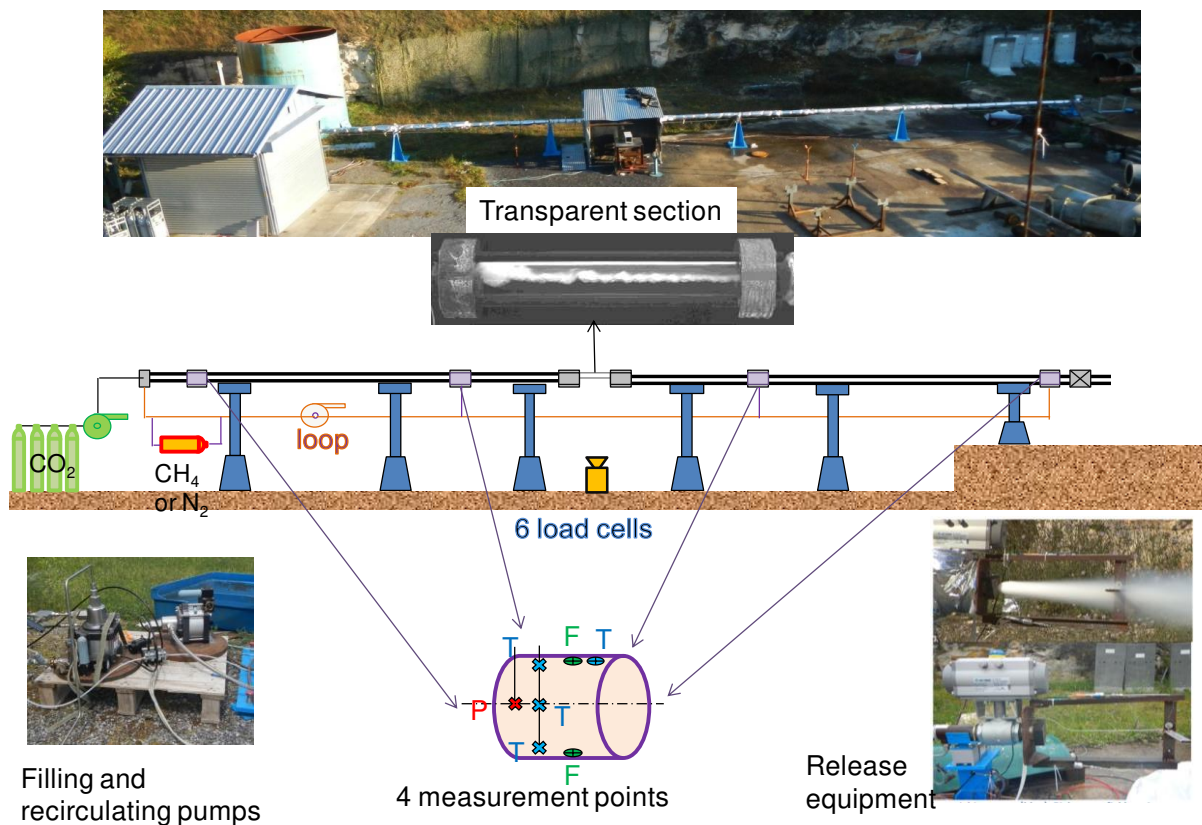 Transparent section
loop
CO2
CH4
or N2
6 load cells
F
T
T
P
T
T
F
Filling and
recirculating pumps
4 measurement points
Release
equipment